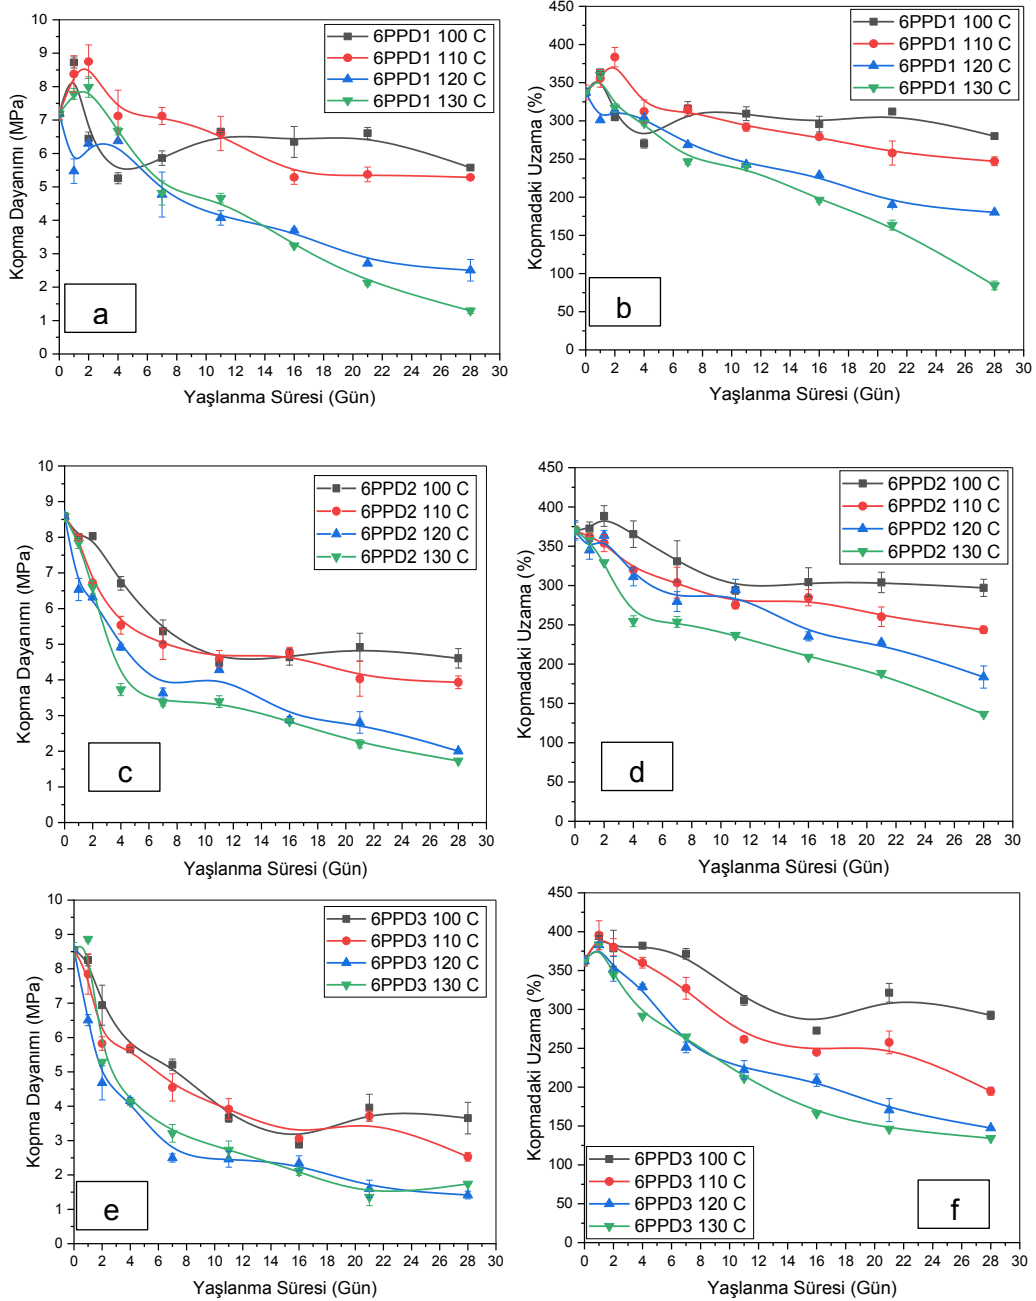 10
9
8
7
6
5
4
3
2
1
0
Kopma Dayanımı (MPa)
6PPD1 100 C
6PPD1 110 C
6PPD1 120 C
6PPD1 130 C
a
0 2 4 6 8 10 12 14 16 18 20 22 24 26 28 30
Yaşlanma Süresi (Gün)
450
400
350
300
250
200
150
100
50
0
Kopmadaki Uzama (%)
6PPD1 100 C
6PPD1 110 C
6PPD1 120 C
6PPD1 130 C
b
0 2 4 6 8 10 12 14 16 18 20 22 24 26 28 30
Yaşlanma Süresi (Gün)
10
9
8
7
6
5
4
3
2
1
0
Kopma Dayanımı (MPa)
6PPD2 100 C
6PPD2 110 C
6PPD2 120 C
6PPD2 130 C
c
0 2 4 6 8 10 12 14 16 18 20 22 24 26 28 30
Yaşlanma Süresi (Gün)
450
400
350
300
250
200
150
100
50
0
Kopmadaki Uzama (%)
6PPD2 100 C
6PPD2 110 C
6PPD2 120 C
6PPD2 130 C
d
0 2 4 6 8 10 12 14 16 18 20 22 24 26 28 30
Yaşlanma Süresi (Gün)
10
9
8
7
6
5
4
3
2
1
0
Kopma Dayanımı (MPa)
6PPD3 100 C
6PPD3 110 C
6PPD3 120 C
6PPD3 130 C
e
0 2 4 6 8 10 12 14 16 18 20 22 24 26 28 30
Yaşlanma Süresi (Gün)
450
400
350
300
250
200
150
100
50
0
Kopmadaki Uzama (%)
6PPD3 100 C
6PPD3 110 C
6PPD3 120 C
6PPD3 130 C
f
0 2 4 6 8 10 12 14 16 18 20 22 24 26 28 30
Yaşlanma Süresi (Gün)